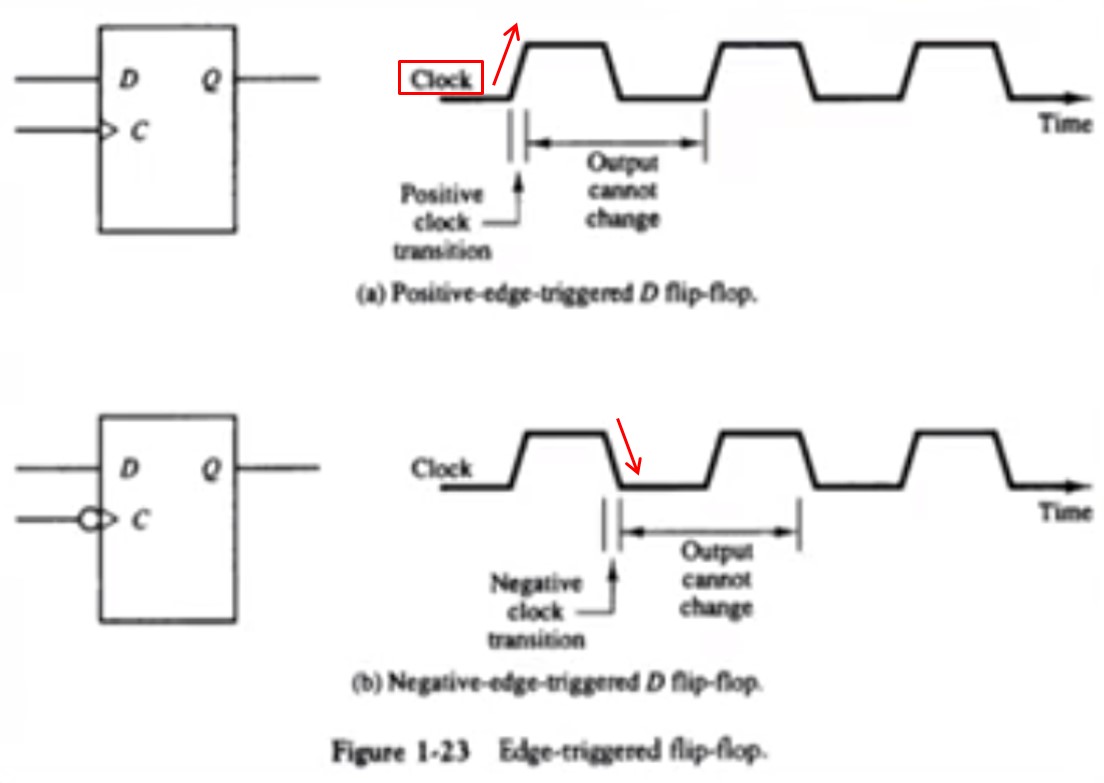 D Q
C
Clock
Time
Output
cannot
change
Positive
clock
transition
(a) Positive-edge-triggered D flip-flop.
D Q
C
Clock
Time
Output
cannot
change
Negative
clock
transition
(b) Negative-edge-triggered D flip-flop.
Figure 1-23 Edge-triggered flip-flop.